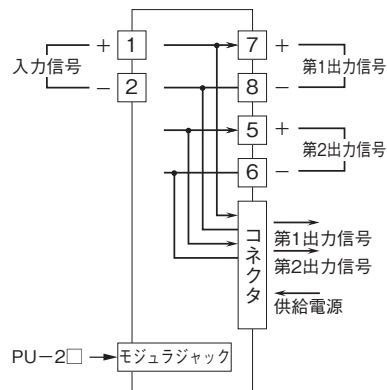 + 1
入力信号
− 2
7 +
第1出力信号
8 −
5 +
第2出力信号
6 −
コネクタ
第1出力信号
第2出力信号
供給電源
PU−2□
モジュラジャック